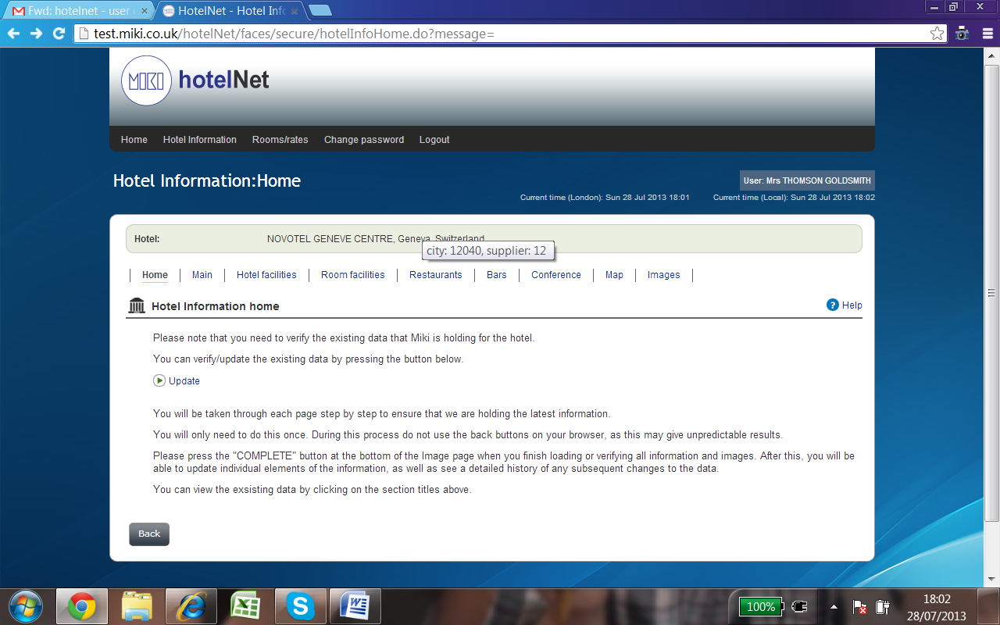 Fwd: hotelnet - user
HotelNet - Hotel Info
test.miki.co.uk/hotelNet/faces/secure/hotelInfoHome.do?message=
MIKI hotelNet
Home Hotel Information Rooms/rates Change password Logout
Hotel Information:Home
User: Mrs THOMSON GOLDSMITH
Current time (London): Sun 28 Jul 2013 18:01 Current time (Local): Sun 28 Jul 2013 18:02
Hotel: NOVOTEL GENEVE CENTRE, Geneva, Switzerland
city: 12040, supplier: 12
Home Main Hotel facilities Room facilities Restaurants Bars Conference Map Images
Hotel Information home
Help
Please note that you need to verify the existing data that Miki is holding for the hotel.
You can verify/update the existing data by pressing the button below.
Update
You will be taken through each page step by step to ensure that we are holding the latest information.
You will only need to do this once. During this process do not use the back buttons on your browser, as this may give unpredictable results.
Please press the "COMPLETE" button at the bottom of the Image page when you finish loading or verifying all information and images. After this, you will be
able to update individual elements of the information, as well as see a detailed history of any subsequent changes to the data.
You can view the exsisting data by clicking on the section titles above.
Back
100%
18:02
28/07/2013